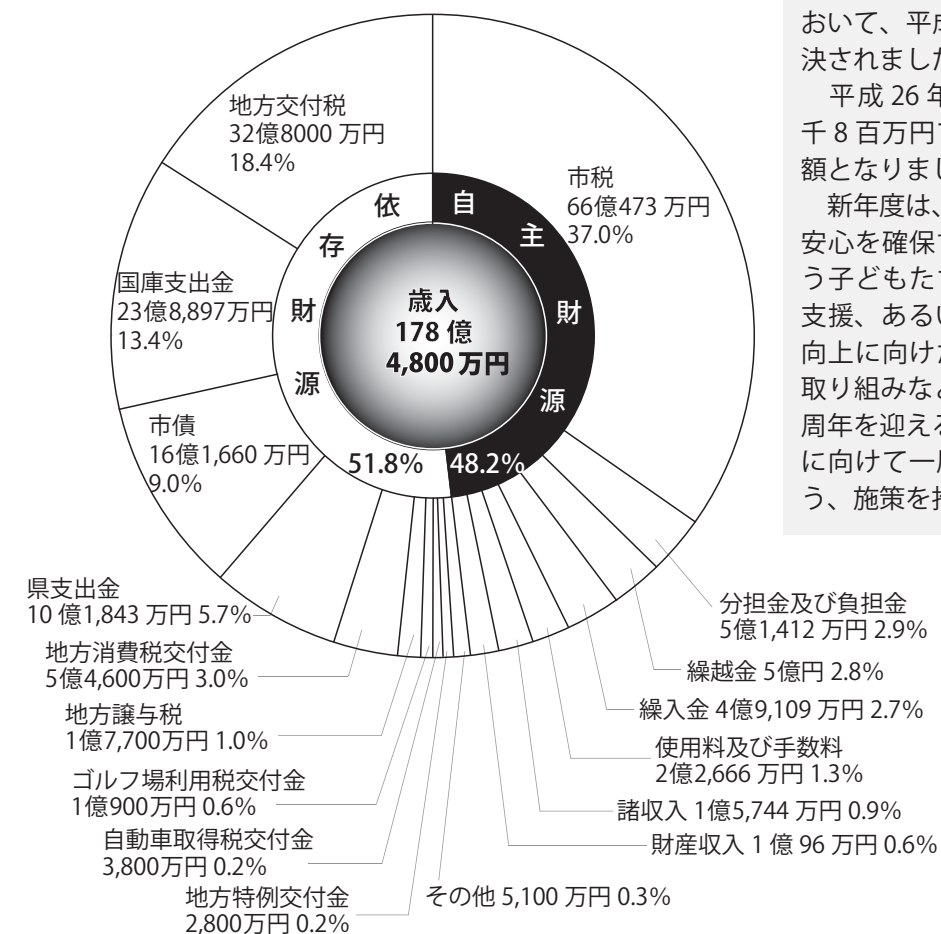 歳入
178 億
4,800 万円
自主財源
48.2%
依存財源
51.8%
市税
66億473 万円
37.0%
分担金及び負担金
5億1,412 万円 2.9%
繰越金 5億円 2.8%
繰入金 4億9,109 万円 2.7%
使用料及び手数料
2億2,666 万円 1.3%
諸収入 1億5,744 万円 0.9%
財産収入 1 億 96 万円 0.6%
その他 5,100 万円 0.3%
地方交付税
32億8000 万円
18.4%
国庫支出金
23億8,897万円
13.4%
市債
16億1,660 万円
9.0%
県支出金
10 億1,843 万円 5.7%
地方消費税交付金
5億4,600万円 3.0%
地方譲与税
1億7,700万円 1.0%
ゴルフ場利用税交付金
1億900万円 0.6%
自動車取得税交付金
3,800万円 0.2%
地方特例交付金
2,800万円 0.2%
おいて、平成
決されました
平成 26 年
千 8 百万円で
額となりまし
新年度は、
安心を確保す
う子どもたち
支援、あるい
向上に向けた
取り組みなど
周年を迎える
に向けて一層
う、施策を推